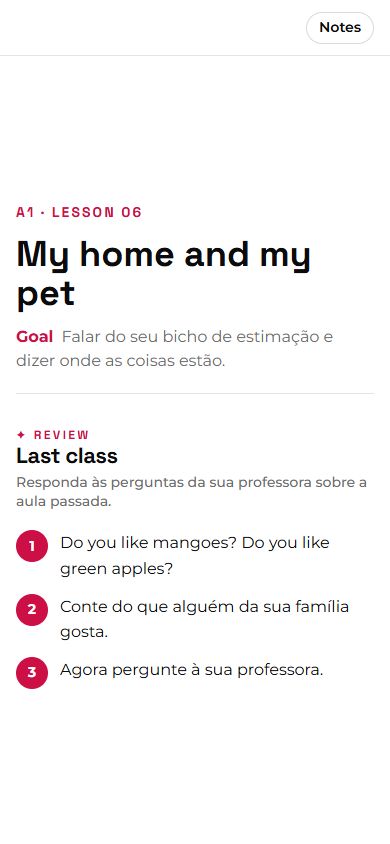 Notes
A1 · LESSON 06
My home and my
pet
Goal Falar do seu bicho de estimação e
dizer onde as coisas estão.
✦ REVIEW
Last class
Responda às perguntas da sua professora sobre a
aula passada.
1 Do you like mangoes? Do you like
green apples?
2 Conte do que alguém da sua família
gosta.
3 Agora pergunte à sua professora.